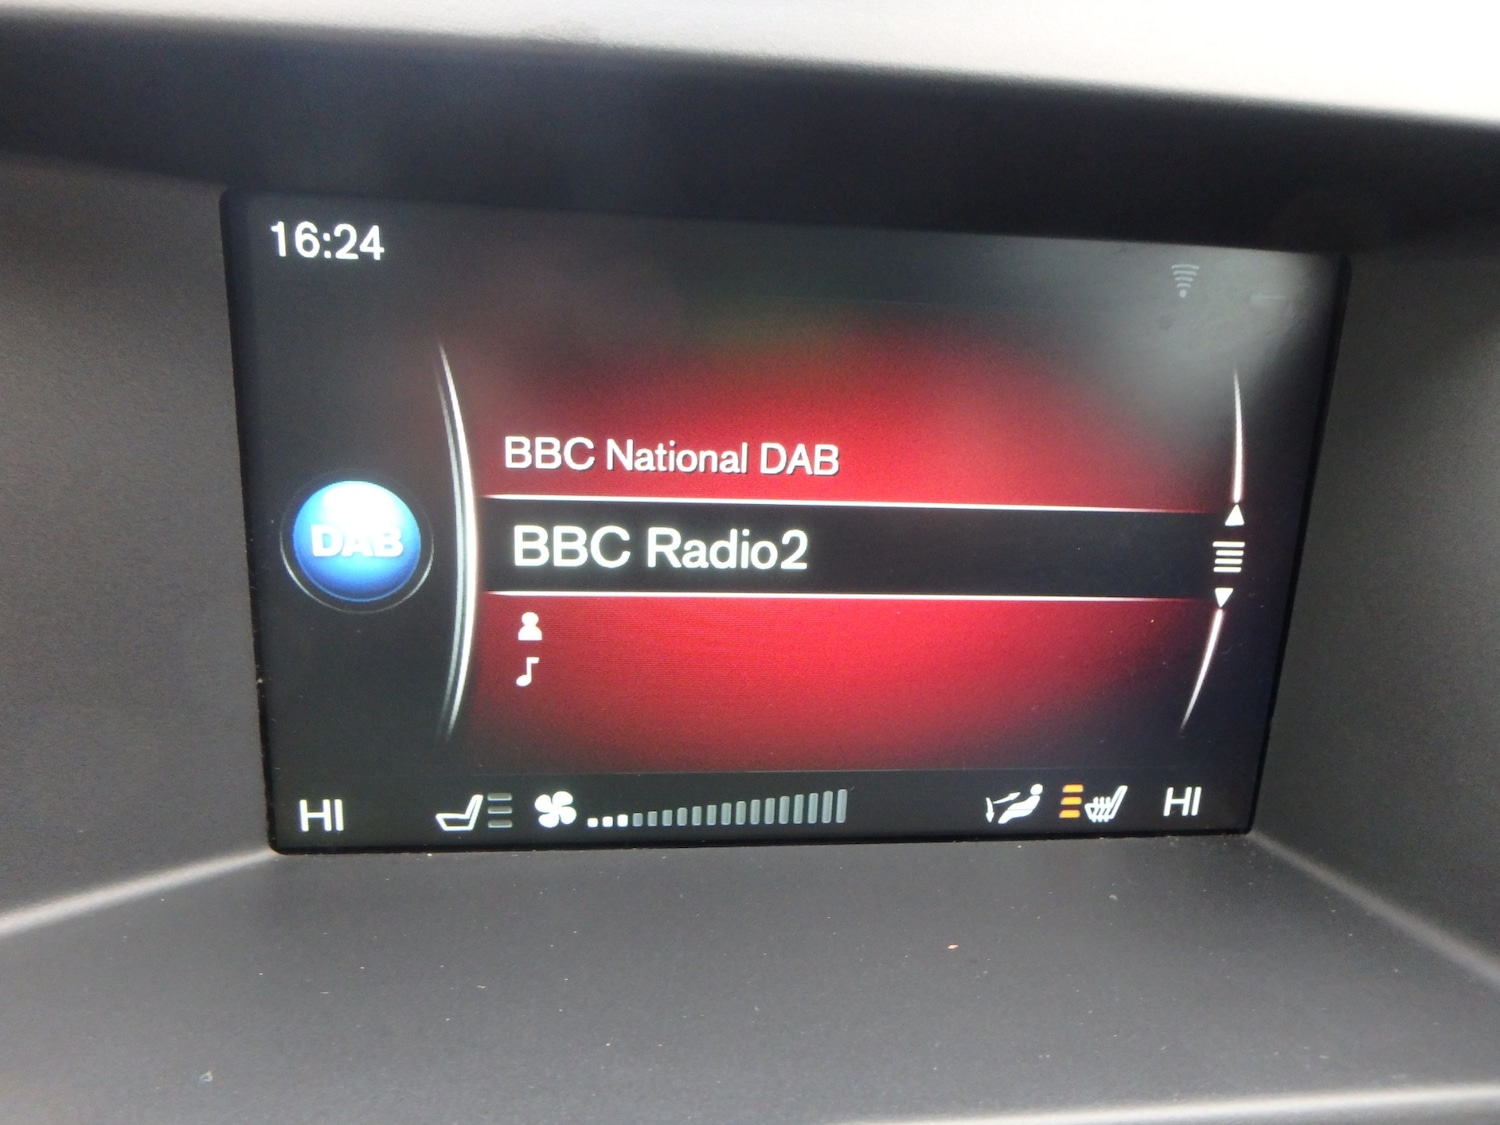 16:24
BBC National DAB
DAB
BBC Radio2
HI
HI